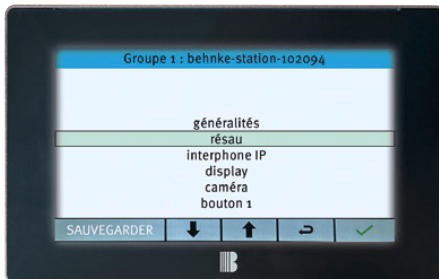 Groupe 1 : behnke-station-102094
généralités
résau
interphone IP
display
caméra
bouton 1
SAUVEGARDER
B